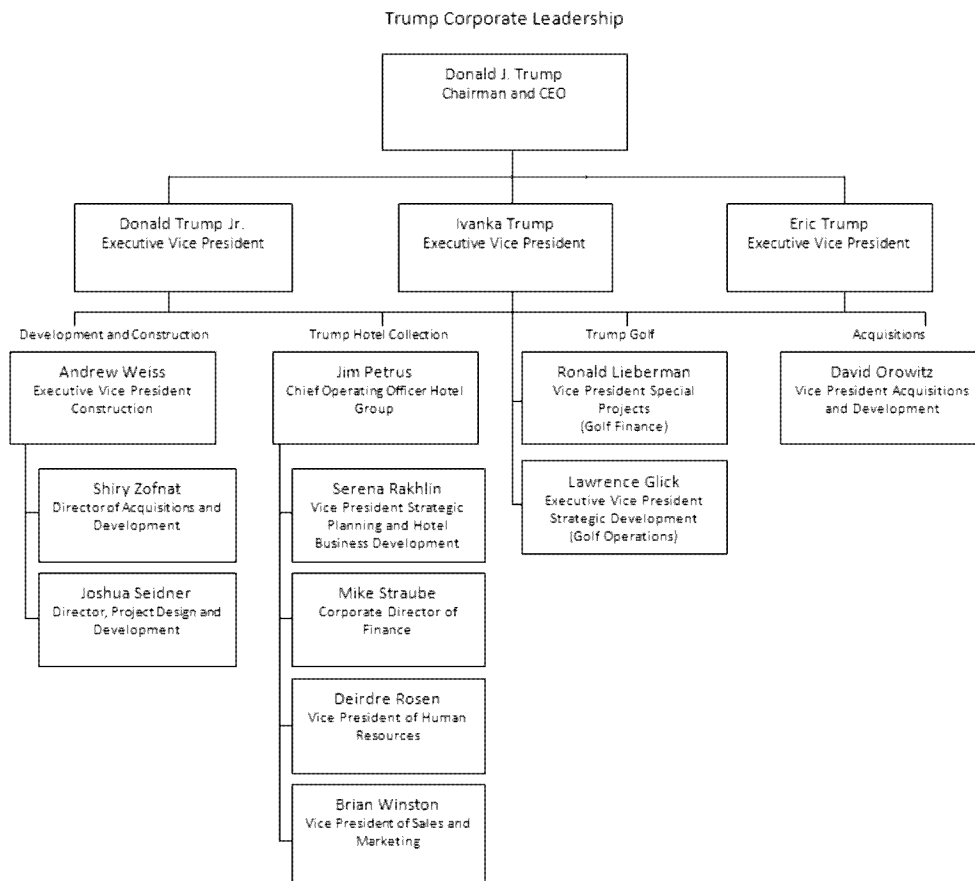 Trump Corporate Leadership
Donald J. Trump
Chairman and CEO
Donald Trump Jr.
Executive Vice President
Ivanka Trump
Executive Vice President
Eric Trump
Executive Vice President
Development and Construction
Trump Hotel Collection
Trump Golf
Acquisitions
Andrew Weiss
Executive Vice President
Construction
Shiry Zofnat
Director of Acquisitions and
Development
Joshua Seidner
Director, Project Design and
Development
Jim Petrus
Chief Operating Officer Hotel
Group
Serena Rakhlin
Vice President Strategic
Planning and Hotel
Business Development
Mike Straube
Corporate Director of
Finance
Deirdre Rosen
Vice President of Human
Resources
Brian Winston
Vice President of Sales and
Marketing
Ronald Lieberman
Vice President Special
Projects
(Golf Finance)
Lawrence Glick
Executive Vice President
Strategic Development
(Golf Operations)
David Orowitz
Vice President Acquisitions
and Development